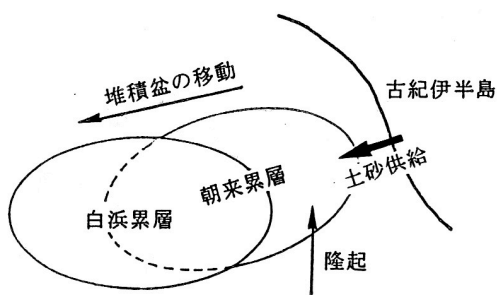 堆積盆の移動
古紀伊半島
土砂供給
朝来累層
白浜累層
隆起